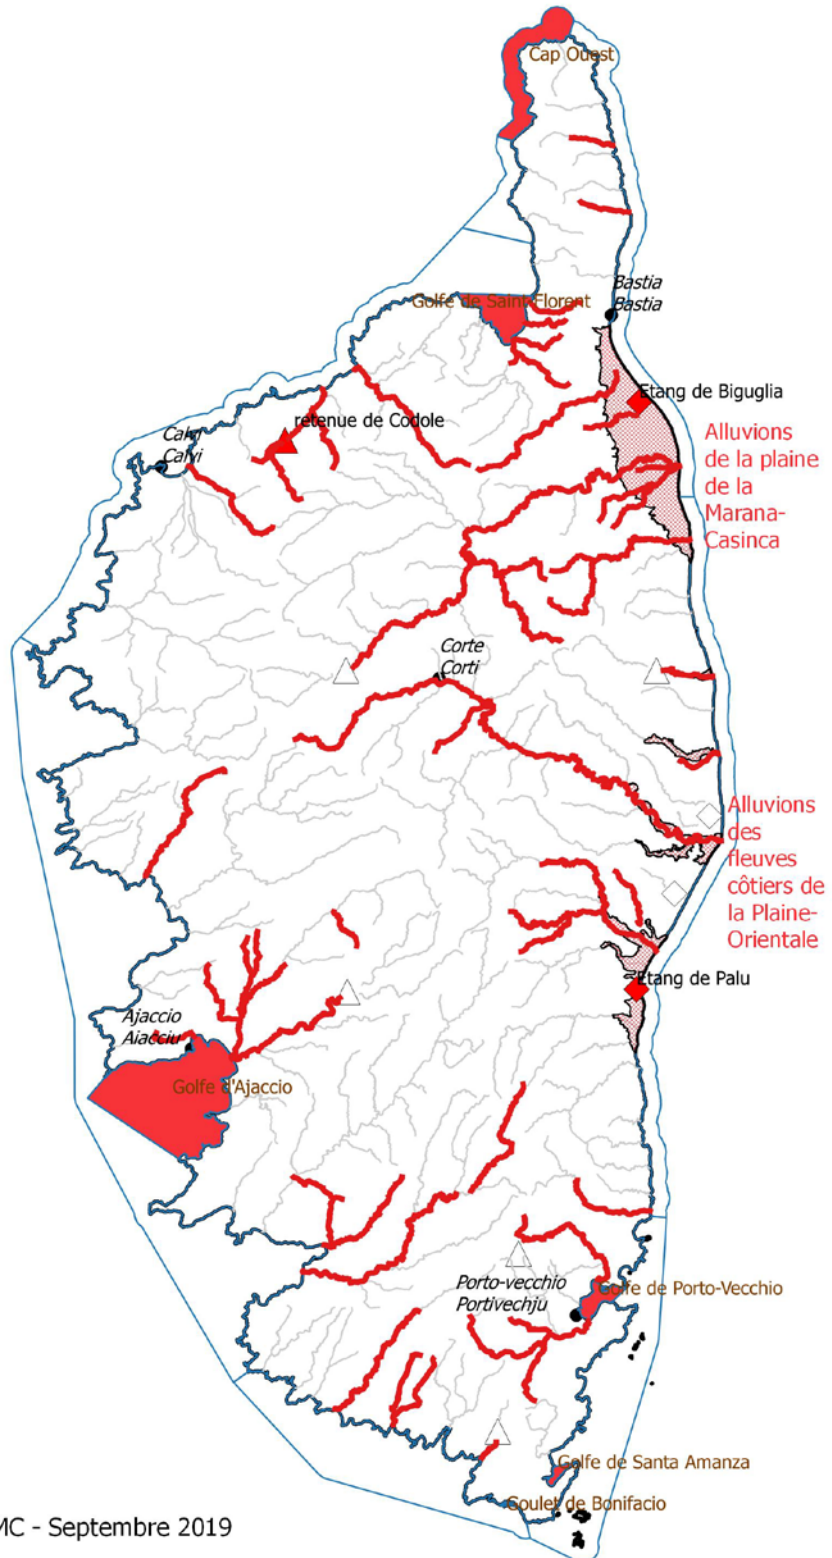 Cap Ouest
Bastia
Bastia
Golfe de Saint Florent
Etang de Biguglia
retenue de Codole
Calvi
Calvi
Alluvions
de la plaine
de la
Marana-
Casinca
Corte
Corti
Alluvions
des
fleuves
côtiers de
la Plaine-
Orientale
Etang de Palu
Ajaccio
Aiacciu
Golfe d'Ajaccio
Porto-vecchio
Portivechju
Golfe de Porto-Vecchio
Golfe de Santa Amanza
Goulet de Bonifacio
MC - Septembre 2019